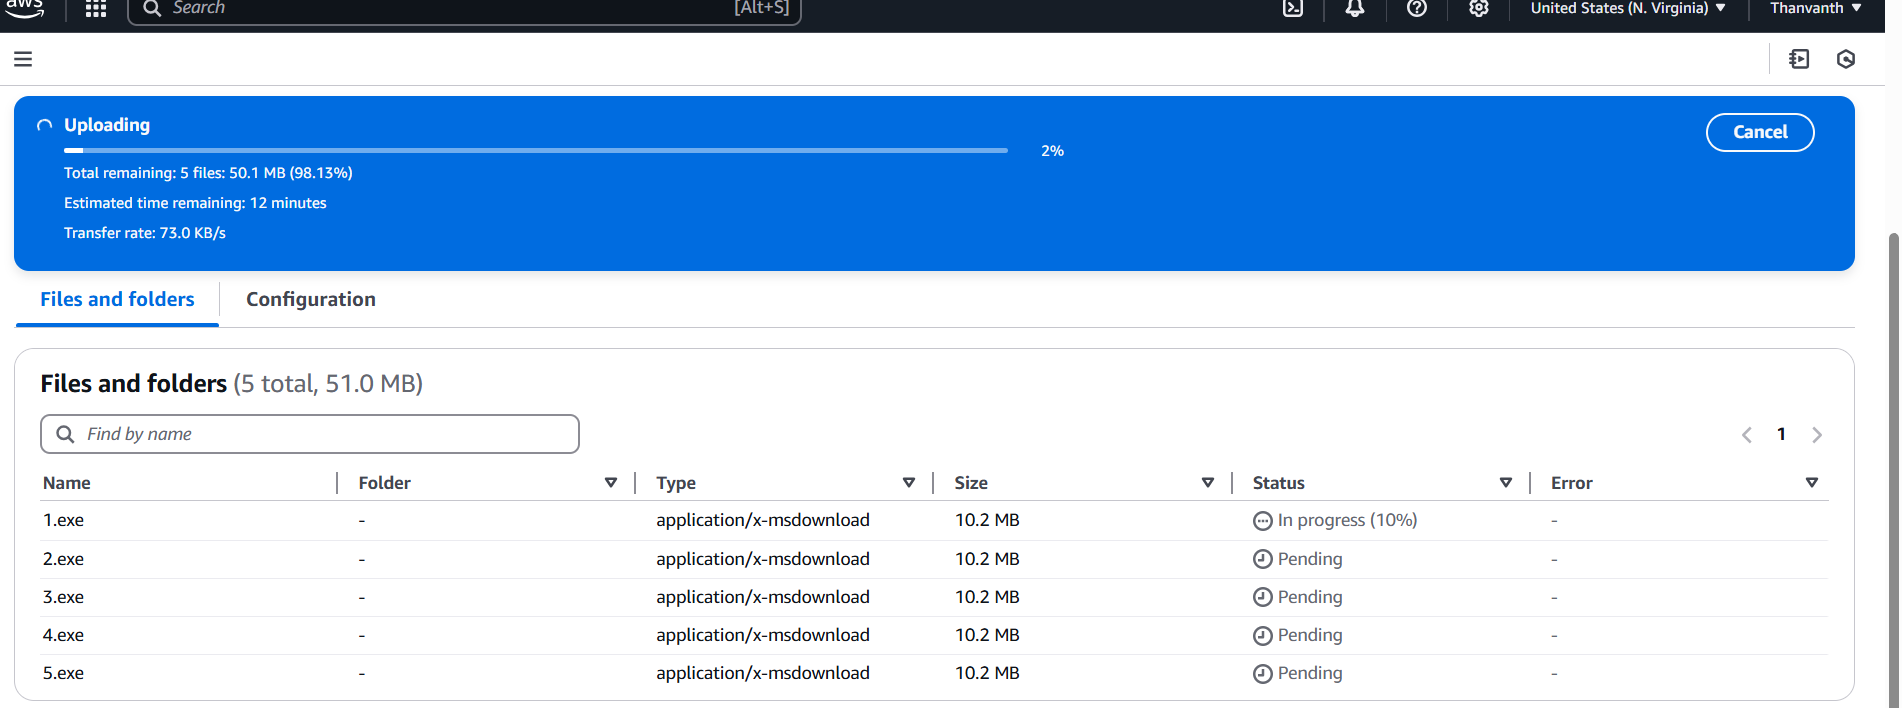 aws
Search [Alt+S]
United States (N. Virginia)
Thanvanth
Uploading
Cancel
2%
Total remaining: 5 files: 50.1 MB (98.13%)
Estimated time remaining: 12 minutes
Transfer rate: 73.0 KB/s
Files and folders Configuration
Files and folders (5 total, 51.0 MB)
Find by name
1
Name Folder Type Size Status Error
1.exe - application/x-msdownload 10.2 MB In progress (10%) -
2.exe - application/x-msdownload 10.2 MB Pending -
3.exe - application/x-msdownload 10.2 MB Pending -
4.exe - application/x-msdownload 10.2 MB Pending -
5.exe - application/x-msdownload 10.2 MB Pending -